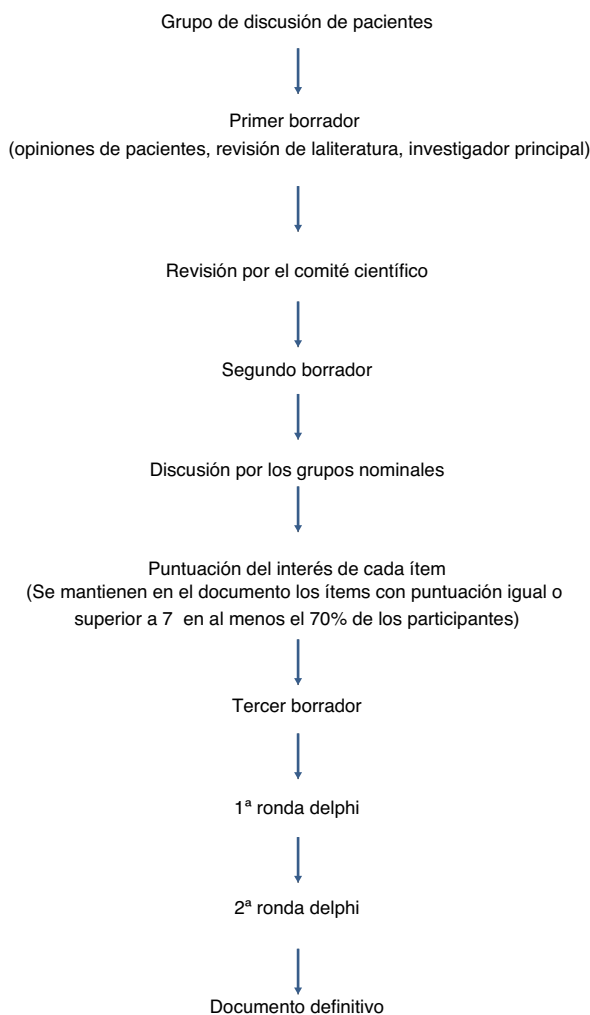 Grupo de discusión de pacientes
Primer borrador
(opiniones de pacientes, revisión de laliteratura, investigador principal)
Revisión por el comité científico
Segundo borrador
Discusión por los grupos nominales
Puntuación del interés de cada ítem
(Se mantienen en el documento los ítems con puntuación igual o
superior a 7 en al menos el 70% de los participantes)
Tercer borrador
1ª ronda delphi
2ª ronda delphi
Documento definitivo